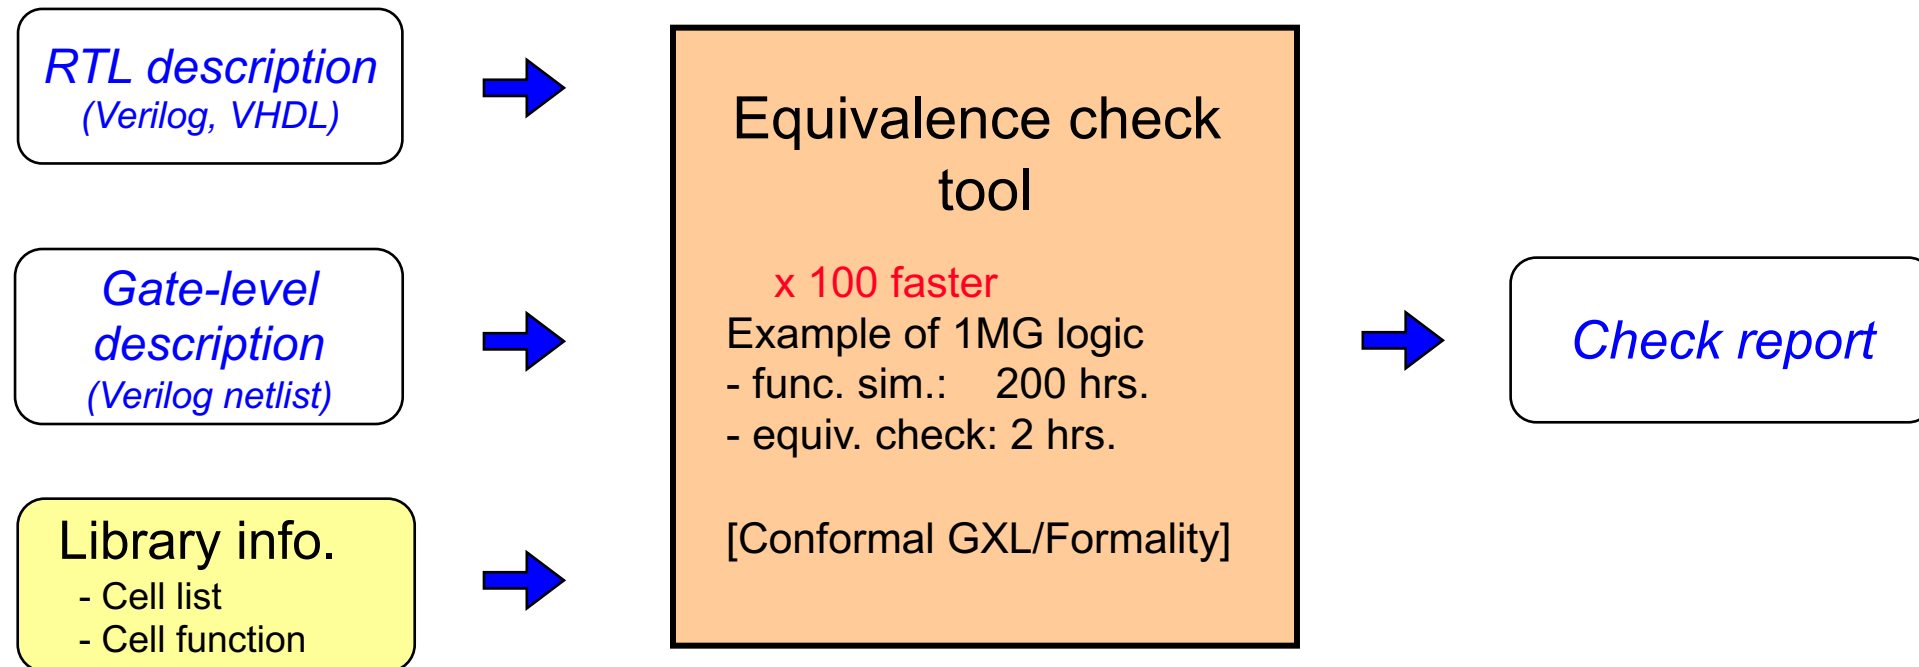 RTL description
(Verilog, VHDL)
Gate-level
description
(Verilog netlist)
Library info.
- Cell list
- Cell function
Equivalence check
tool
x 100 faster
Example of 1MG logic
- func. sim.: 200 hrs.
- equiv. check: 2 hrs.
[Conformal GXL/Formality]
Check report